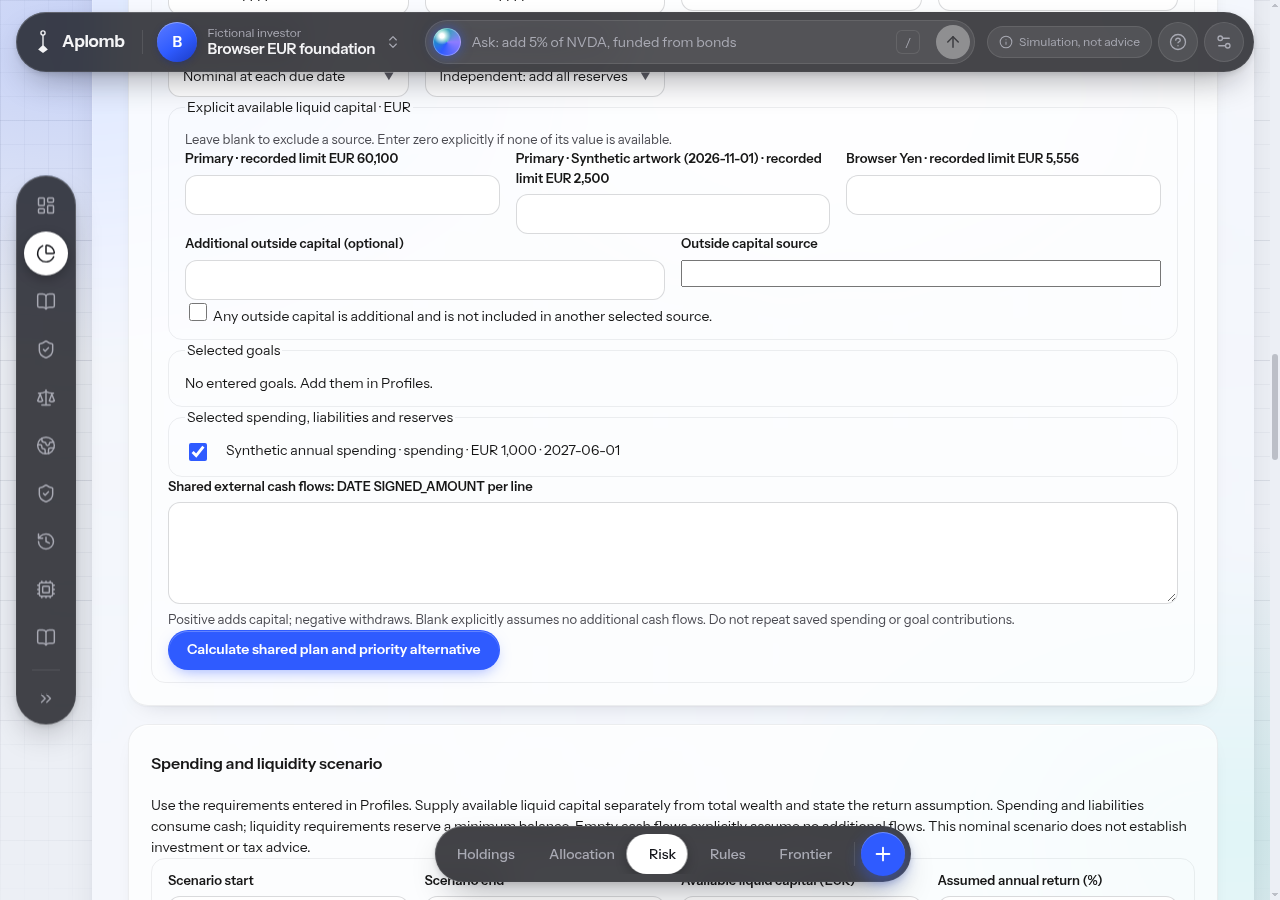 Aplomb
B
Fictional investor
Browser EUR foundation
Ask: add 5% of NVDA, funded from bonds
/
Simulation, not advice
Nominal at each due date
Independent: add all reserves
Explicit available liquid capital · EUR
Leave blank to exclude a source. Enter zero explicitly if none of its value is available.
Primary · recorded limit EUR 60,100
Primary · Synthetic artwork (2026-11-01) · recorded
limit EUR 2,500
Browser Yen · recorded limit EUR 5,556
Additional outside capital (optional)
Outside capital source
Any outside capital is additional and is not included in another selected source.
Selected goals
No entered goals. Add them in Profiles.
Selected spending, liabilities and reserves
Synthetic annual spending · spending · EUR 1,000 · 2027-06-01
Shared external cash flows: DATE SIGNED_AMOUNT per line
Positive adds capital; negative withdraws. Blank explicitly assumes no additional cash flows. Do not repeat saved spending or goal contributions.
Calculate shared plan and priority alternative
Spending and liquidity scenario
Use the requirements entered in Profiles. Supply available liquid capital separately from total wealth and state the return assumption. Spending and liabilities
consume cash; liquidity requirements reserve a minimum balance. Empty cash flows explicitly assume no additional flows. This nominal scenario does not establish
investment or tax advice.
Holdings
Allocation
Risk
Rules
Frontier
Scenario start
Scenario end
Available liquid capital (EUR)
Assumed annual return (%)